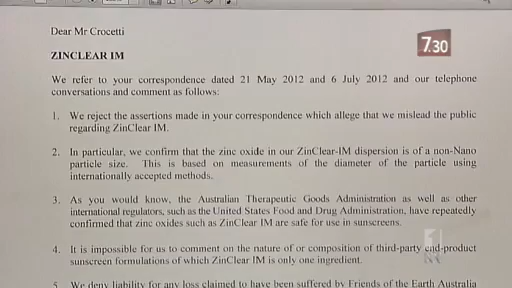 Dear Mr Crocetti
7.30
ZINCLEAR IM
We refer to your correspondence dated 21 May 2012 and 6 July 2012 and our telephone
conversations and comment as follows:
1. We reject the assertions made in your correspondence which allege that we mislead the public
regarding ZinClear IM.
2. In particular, we confirm that the zinc oxide in our ZinClear-IM dispersion is of a non-Nano
particle size. This is based on measurements of the diameter of the particle using
internationally accepted methods.
3. As you would know, the Australian Therapeutic Goods Administration as well as other
international regulators, such as the United States Food and Drug Administration, have repeatedly
confirmed that zinc oxides such as ZinClear IM are safe for use in sunscreens.
4. It is impossible for us to comment on the nature of or composition of third-party end-product
sunscreen formulations of which ZinClear IM is only one ingredient.
5 We deny liability for any loss claimed to have been suffered by Friends of the Earth Australia